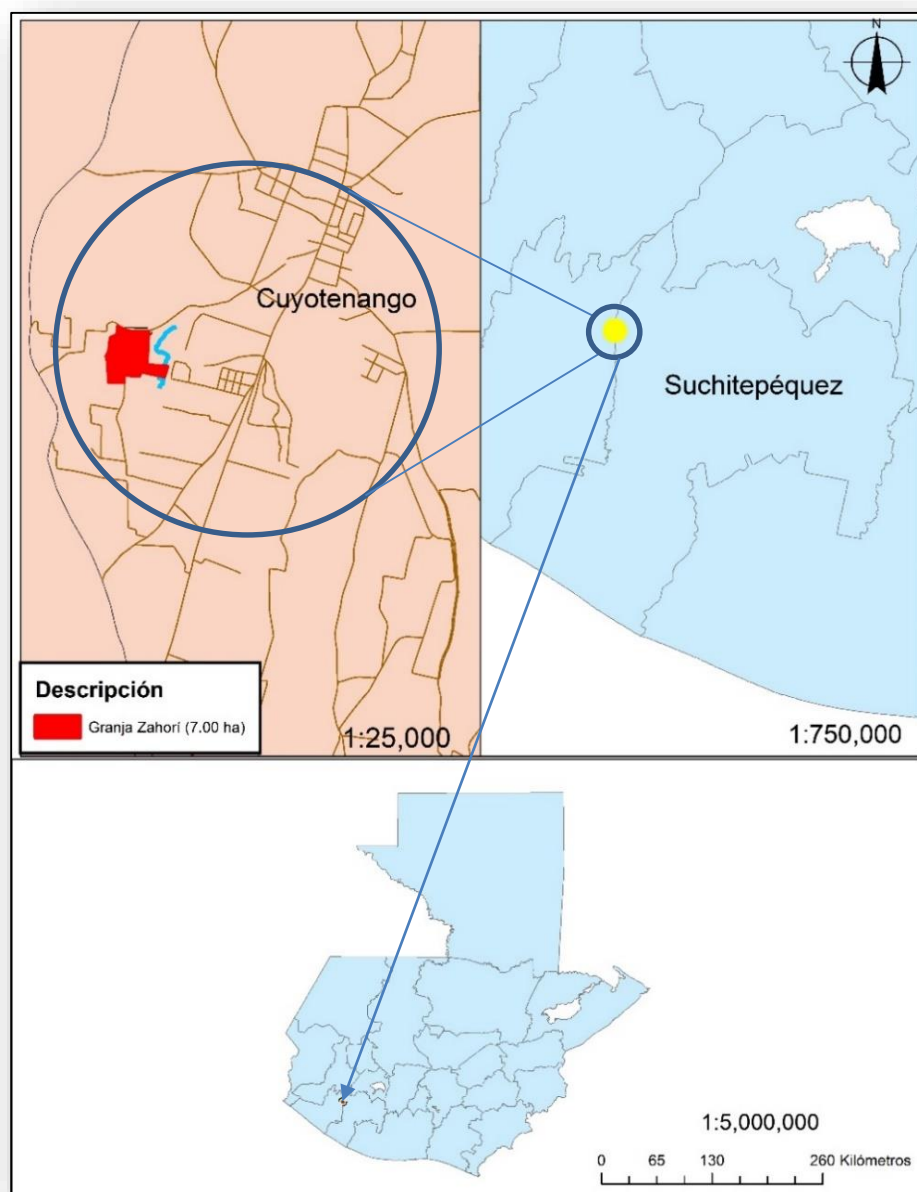 N
Cuyotenango
Suchitepéquez
Descripción
Granja Zahorí (7.00 ha)
1:25,000
1:750,000
1:5,000,000
0 65 130 260 Kilómetros